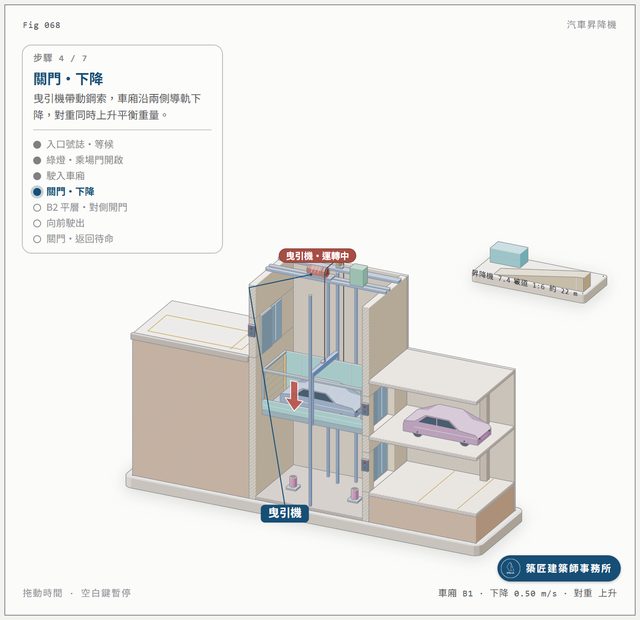 Fig 068
汽車昇降機
步驟 4 / 7
關門・下降
曳引機帶動鋼索，車廂沿兩側導軌下
降，對重同時上升平衡重量。
入口號誌・等候
綠燈・乘場門開啟
駛入車廂
關門・下降
B2 平層・對側開門
向前駛出
關門・返回待命
曳引機・運轉中
昇降機 7.4 ㎡
坡道 1:6 約 22 m
曳引機
築匠建築師事務所
拖動時間 · 空白鍵暫停
車廂 B1 · 下降 0.50 m/s · 對重 上升